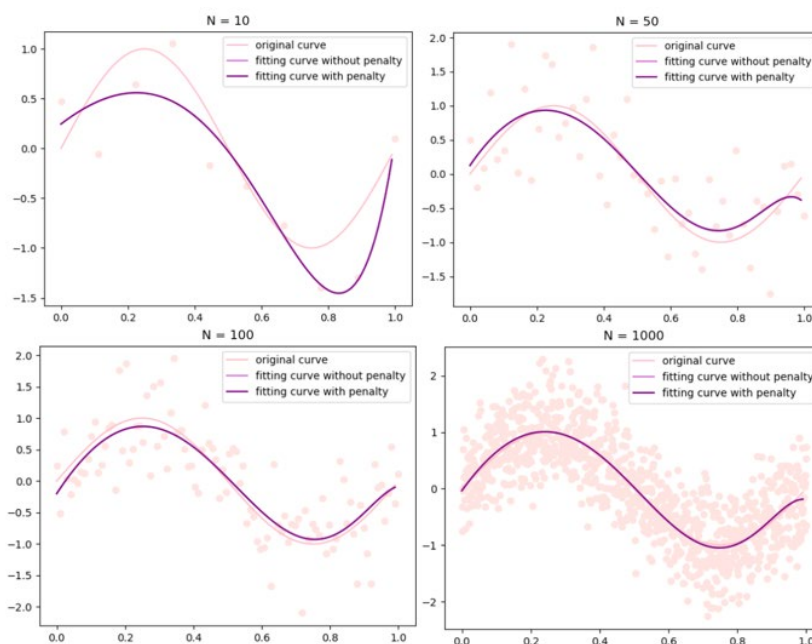 N = 10
original curve
fitting curve without penalty
fitting curve with penalty
1.0
0.5
0.0
-0.5
-1.0
-1.5
0.0 0.2 0.4 0.6 0.8 1.0
N = 50
original curve
fitting curve without penalty
fitting curve with penalty
2.0
1.5
1.0
0.5
0.0
-0.5
-1.0
-1.5
0.0 0.2 0.4 0.6 0.8 1.0
N = 100
original curve
fitting curve without penalty
fitting curve with penalty
2.0
1.5
1.0
0.5
0.0
-0.5
-1.0
-1.5
-2.0
0.0 0.2 0.4 0.6 0.8 1.0
N = 1000
original curve
fitting curve without penalty
fitting curve with penalty
2
1
0
-1
-2
0.0 0.2 0.4 0.6 0.8 1.0